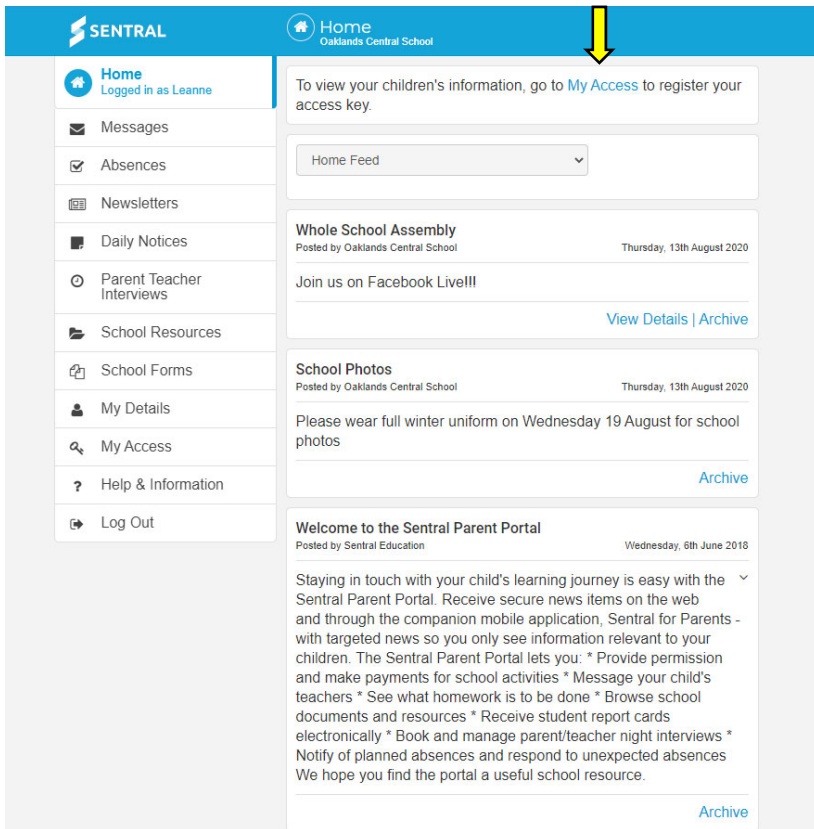 SENTRAL
Home
Oaklands Central School
Home
Logged in as Leanne
Messages
Absences
Newsletters
Daily Notices
Parent Teacher
Interviews
School Resources
School Forms
My Details
My Access
? Help & Information
Log Out
To view your children's information, go to My Access to register your
access key.
Home Feed
Whole School Assembly
Posted by Oaklands Central School Thursday, 13th August 2020
Join us on Facebook Live!!!
View Details | Archive
School Photos
Posted by Oaklands Central School Thursday, 13th August 2020
Please wear full winter uniform on Wednesday 19 August for school
photos
Archive
Welcome to the Sentral Parent Portal
Posted by Sentral Education Wednesday, 6th June 2018
Staying in touch with your child's learning journey is easy with the
Sentral Parent Portal. Receive secure news items on the web
and through the companion mobile application, Sentral for Parents -
with targeted news so you only see information relevant to your
children. The Sentral Parent Portal lets you: * Provide permission
and make payments for school activities * Message your child's
teachers * See what homework is to be done * Browse school
documents and resources * Receive student report cards
electronically * Book and manage parent/teacher night interviews *
Notify of planned absences and respond to unexpected absences
We hope you find the portal a useful school resource.
Archive